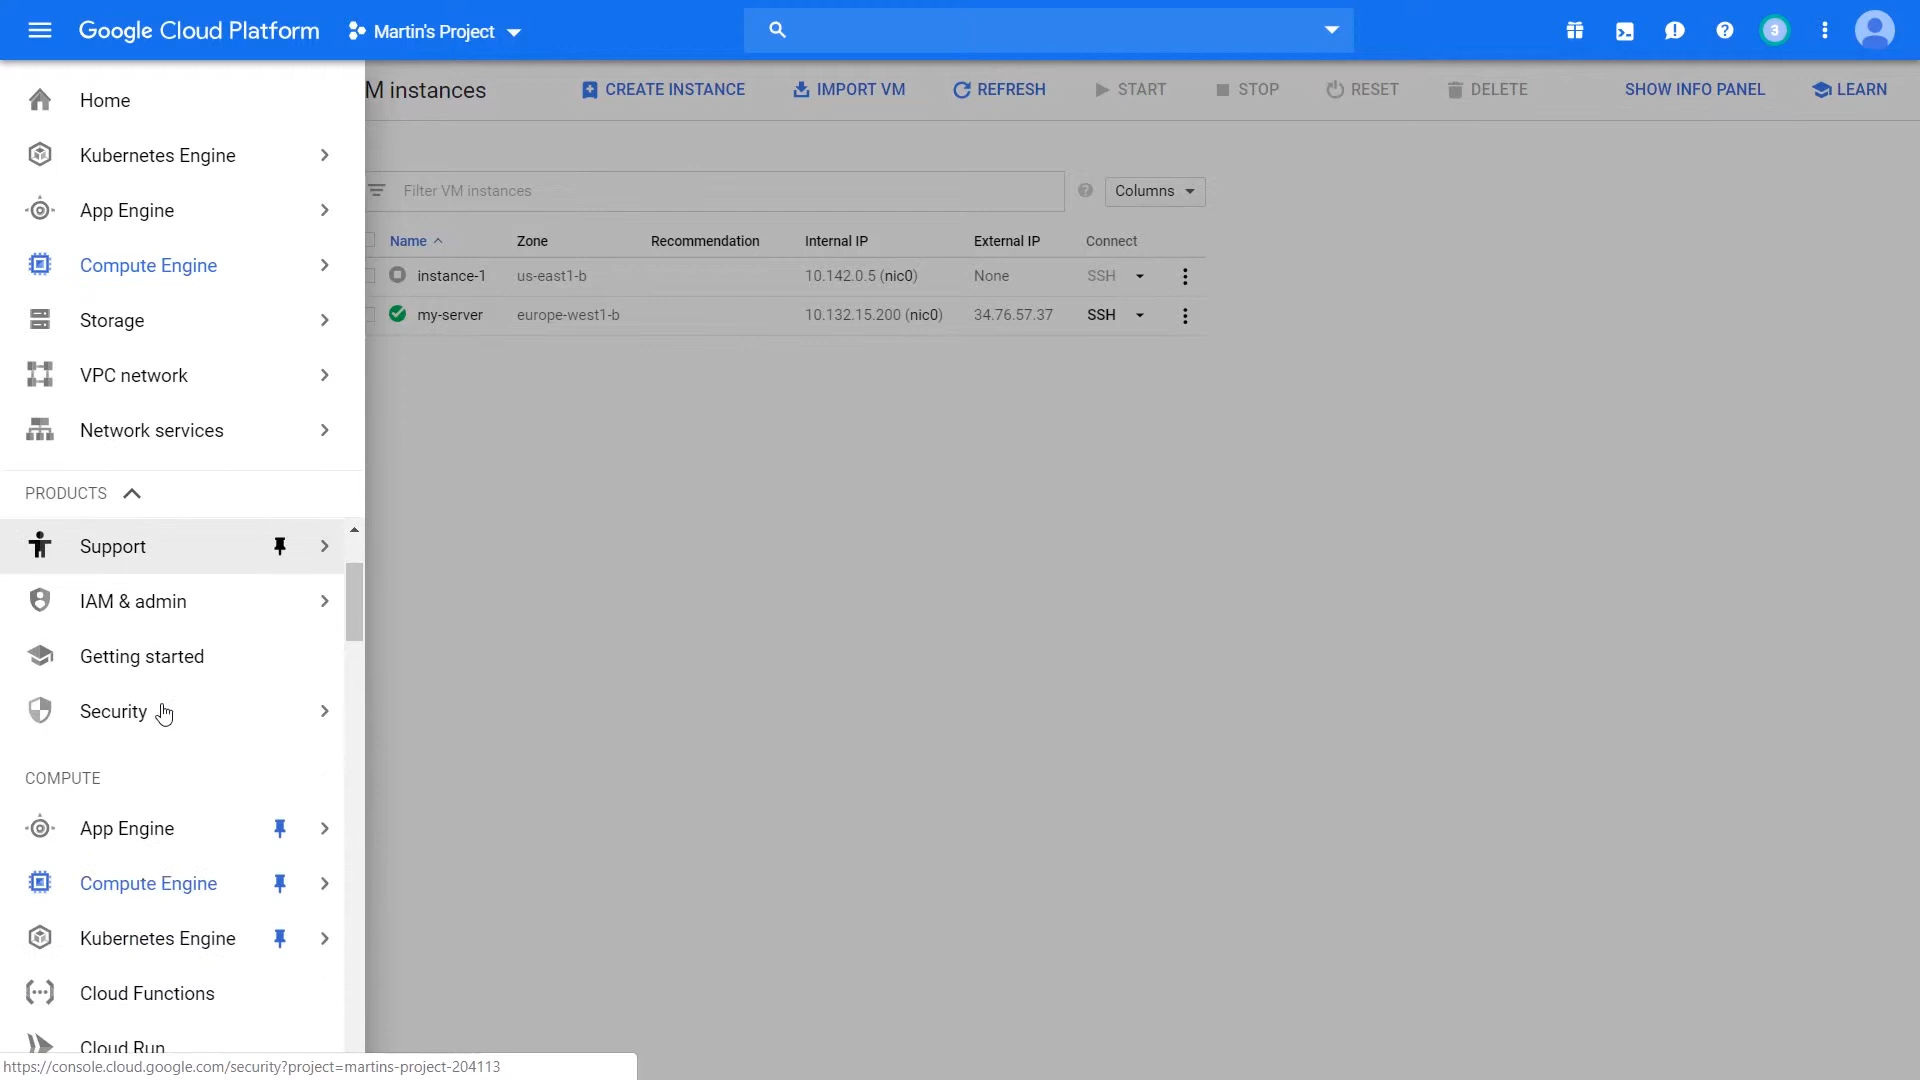 Google Cloud Platform Martin's Project 3
Home
Kubernetes Engine
App Engine
Compute Engine
Storage
VPC network
Network services
PRODUCTS
Support
IAM & admin
Getting started
Security
COMPUTE
App Engine
Compute Engine
Kubernetes Engine
Cloud Functions
Cloud Run
https://console.cloud.google.com/security?project=martins-project-204113
M instances CREATE INSTANCE IMPORT VM REFRESH START STOP RESET DELETE SHOW INFO PANEL LEARN
Filter VM instances Columns
Name Zone Recommendation Internal IP External IP Connect
instance-1 us-east1-b 10.142.0.5 (nic0) None SSH
my-server europe-west1-b 10.132.15.200 (nic0) 34.76.57.37 SSH